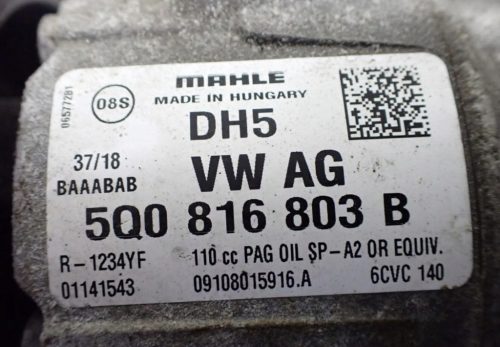 MAHLE
08S
MADE IN HUNGARY
06577281
DH5
37/18
VW AG
BAAABAB
5Q0 816 803 B
R-1234YF 110 cc PAG OIL SP-A2 OR EQUIV.
01141543 09108015916.A 6CVC 140